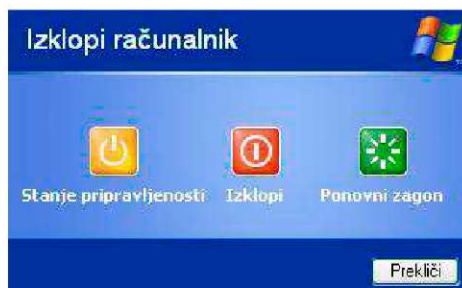 Izklopi računalnik
Stanje pripravljenosti Izklopi Ponovni zagon
Prekliči